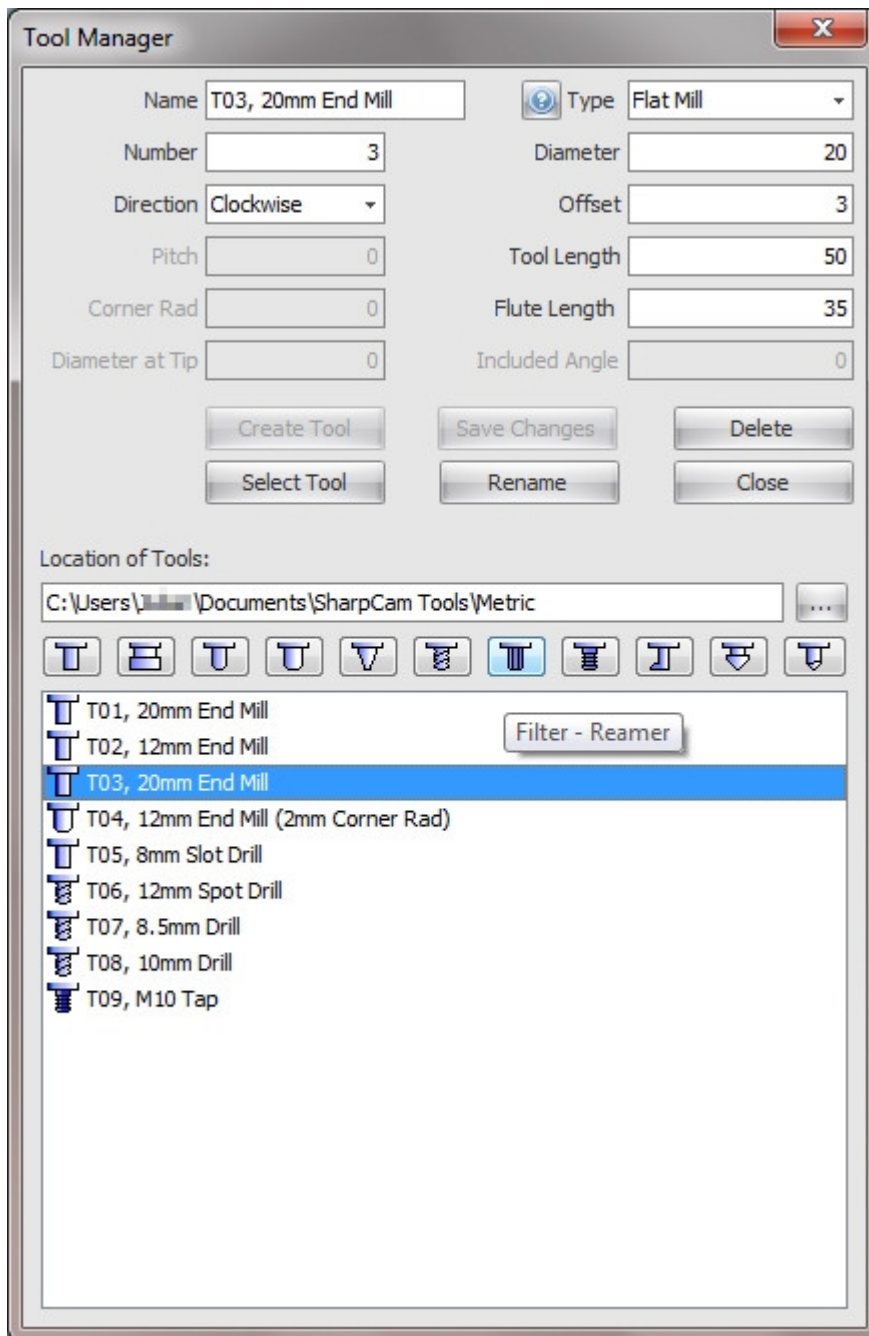 Tool Manager
Name T03, 20mm End Mill Type Flat Mill
Number 3 Diameter 20
Direction Clockwise Offset 3
Pitch 0 Tool Length 50
Corner Rad 0 Flute Length 35
Diameter at Tip 0 Included Angle 0
Create Tool Save Changes Delete
Select Tool Rename Close
Location of Tools:
C:\Users\ \Documents\SharpCam Tools\Metric ...
T01, 20mm End Mill
Filter - Reamer
T02, 12mm End Mill
T03, 20mm End Mill
T04, 12mm End Mill (2mm Corner Rad)
T05, 8mm Slot Drill
T06, 12mm Spot Drill
T07, 8.5mm Drill
T08, 10mm Drill
T09, M10 Tap